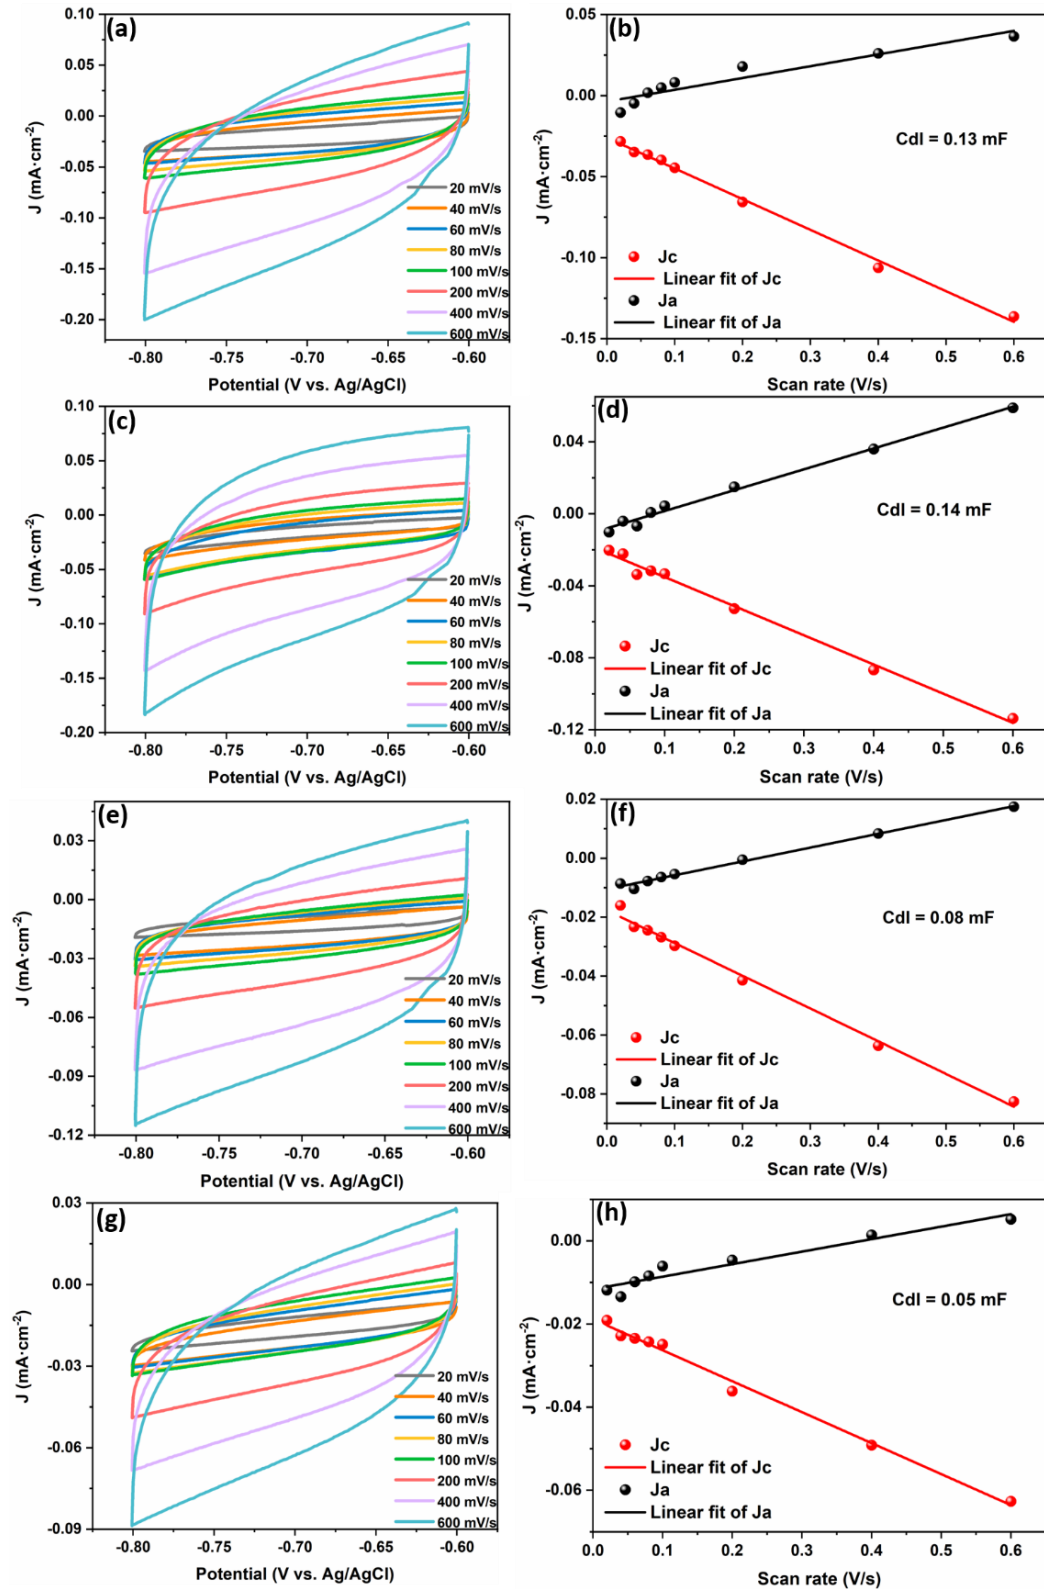 (a)
0.10
0.05
0.00
-0.05
-0.10
-0.15
-0.20
J (mA·cm-2)
20 mV/s
40 mV/s
60 mV/s
80 mV/s
100 mV/s
200 mV/s
400 mV/s
600 mV/s
-0.80 -0.75 -0.70 -0.65 -0.60
Potential (V vs. Ag/AgCl)
(b)
0.05
0.00
-0.05
-0.10
-0.15
J (mA·cm-2)
Cdl = 0.13 mF
Jc
Linear fit of Jc
Ja
Linear fit of Ja
0.0 0.1 0.2 0.3 0.4 0.5 0.6
Scan rate (V/s)
(c)
0.10
0.05
0.00
-0.05
-0.10
-0.15
-0.20
J (mA·cm-2)
20 mV/s
40 mV/s
60 mV/s
80 mV/s
100 mV/s
200 mV/s
400 mV/s
600 mV/s
-0.80 -0.75 -0.70 -0.65 -0.60
Potential (V vs. Ag/AgCl)
(d)
0.04
0.00
-0.04
-0.08
-0.12
J (mA·cm-2)
Cdl = 0.14 mF
Jc
Linear fit of Jc
Ja
Linear fit of Ja
0.0 0.1 0.2 0.3 0.4 0.5 0.6
Scan rate (V/s)
(e)
0.03
0.00
-0.03
-0.06
-0.09
-0.12
J (mA·cm-2)
20 mV/s
40 mV/s
60 mV/s
80 mV/s
100 mV/s
200 mV/s
400 mV/s
600 mV/s
-0.80 -0.75 -0.70 -0.65 -0.60
Potential (V vs. Ag/AgCl)
(f)
0.02
0.00
-0.02
-0.04
-0.06
-0.08
J (mA·cm-2)
Cdl = 0.08 mF
Jc
Linear fit of Jc
Ja
Linear fit of Ja
0.0 0.1 0.2 0.3 0.4 0.5 0.6
Scan rate (V/s)
(g)
0.03
0.00
-0.03
-0.06
-0.09
J (mA·cm-2)
20 mV/s
40 mV/s
60 mV/s
80 mV/s
100 mV/s
200 mV/s
400 mV/s
600 mV/s
-0.80 -0.75 -0.70 -0.65 -0.60
Potential (V vs. Ag/AgCl)
(h)
0.00
-0.02
-0.04
-0.06
J (mA·cm-2)
Cdl = 0.05 mF
Jc
Linear fit of Jc
Ja
Linear fit of Ja
0.0 0.1 0.2 0.3 0.4 0.5 0.6
Scan rate (V/s)